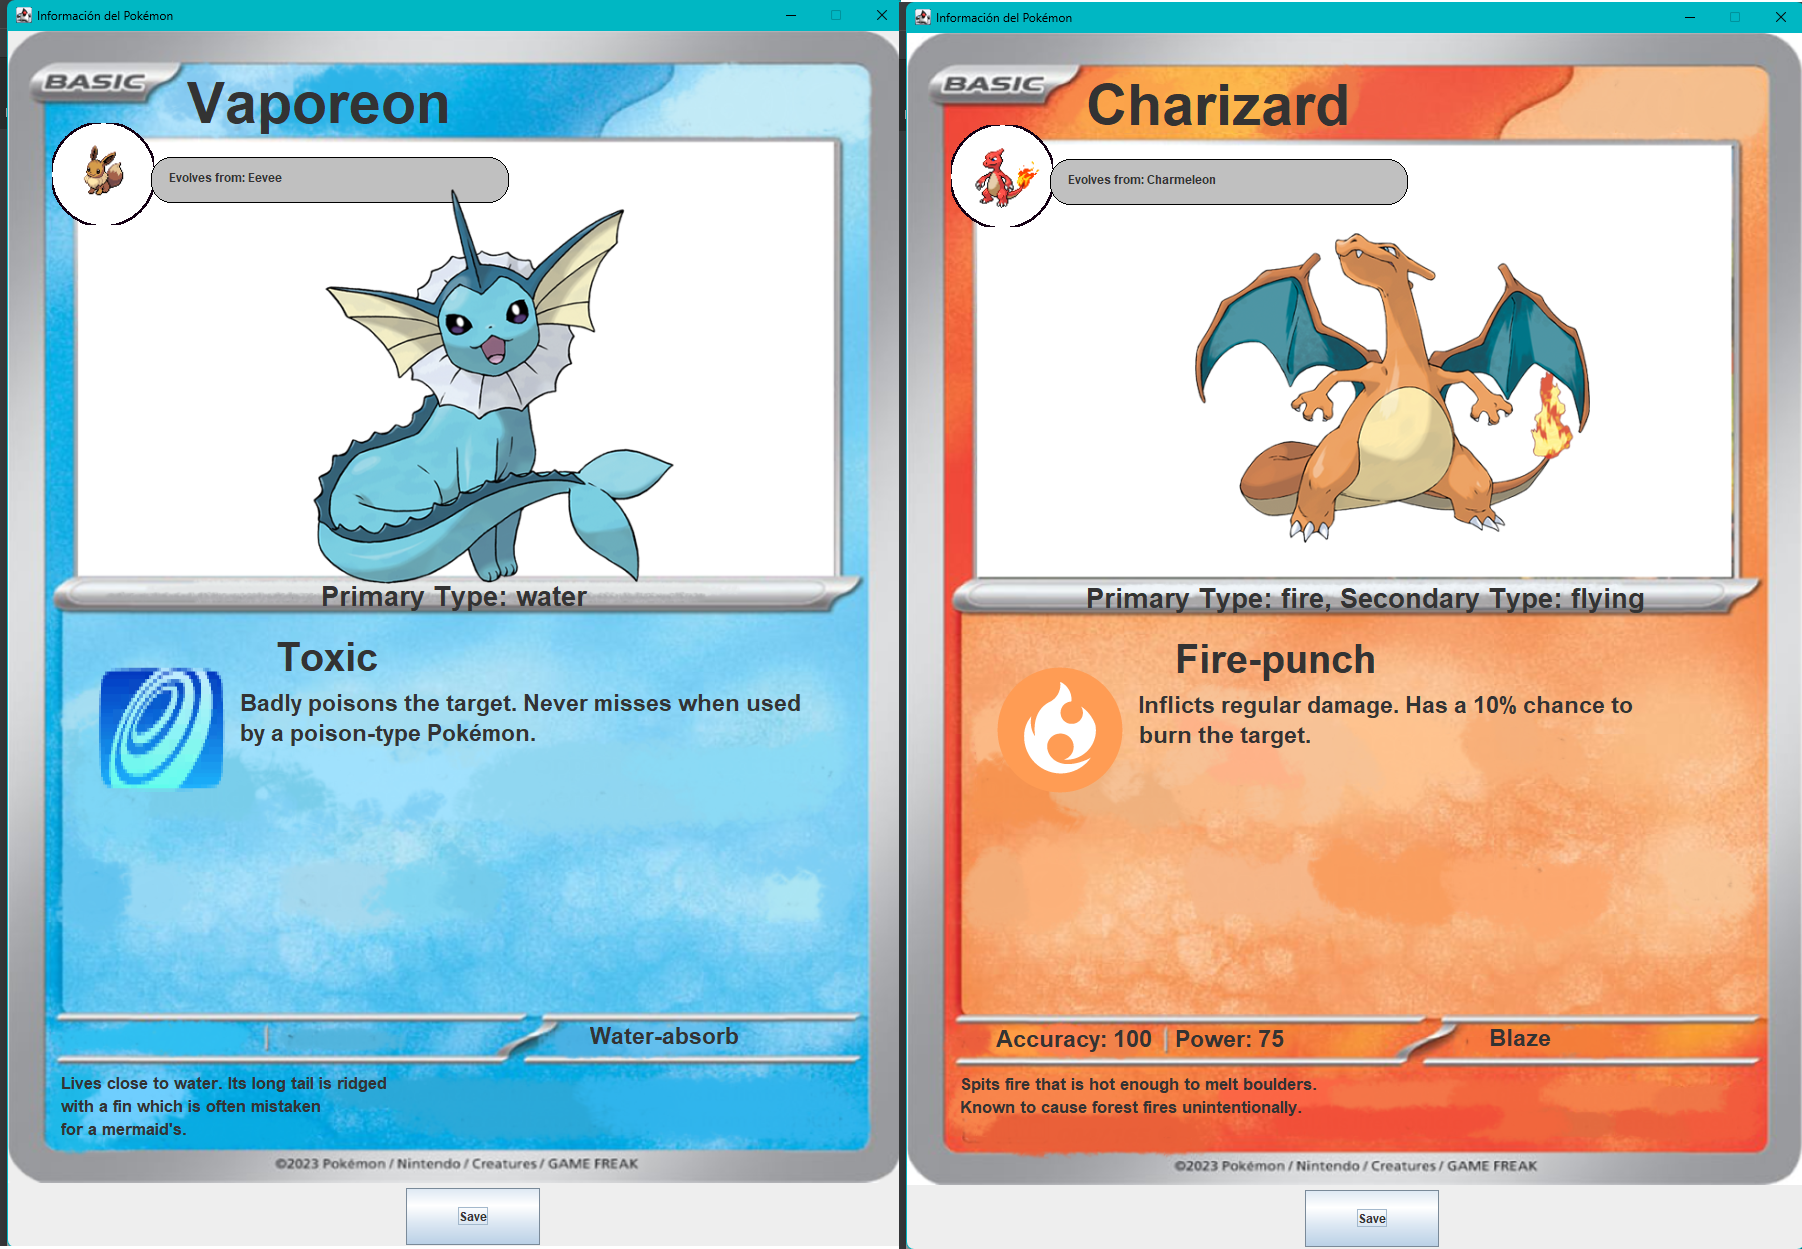 Información del Pokémon
BASIC
Vaporeon
Evolves from: Eevee
Primary Type: water
Toxic
Badly poisons the target. Never misses when used
by a poison-type Pokémon.
Water-absorb
Lives close to water. Its long tail is ridged
with a fin which is often mistaken
for a mermaid's.
©2023 Pokémon / Nintendo / Creatures / GAME FREAK
Save
Información del Pokémon
BASIC
Charizard
Evolves from: Charmeleon
Primary Type: fire, Secondary Type: flying
Fire-punch
Inflicts regular damage. Has a 10% chance to
burn the target.
Accuracy: 100 Power: 75
Blaze
Spits fire that is hot enough to melt boulders.
Known to cause forest fires unintentionally.
©2023 Pokémon / Nintendo / Creatures / GAME FREAK
Save